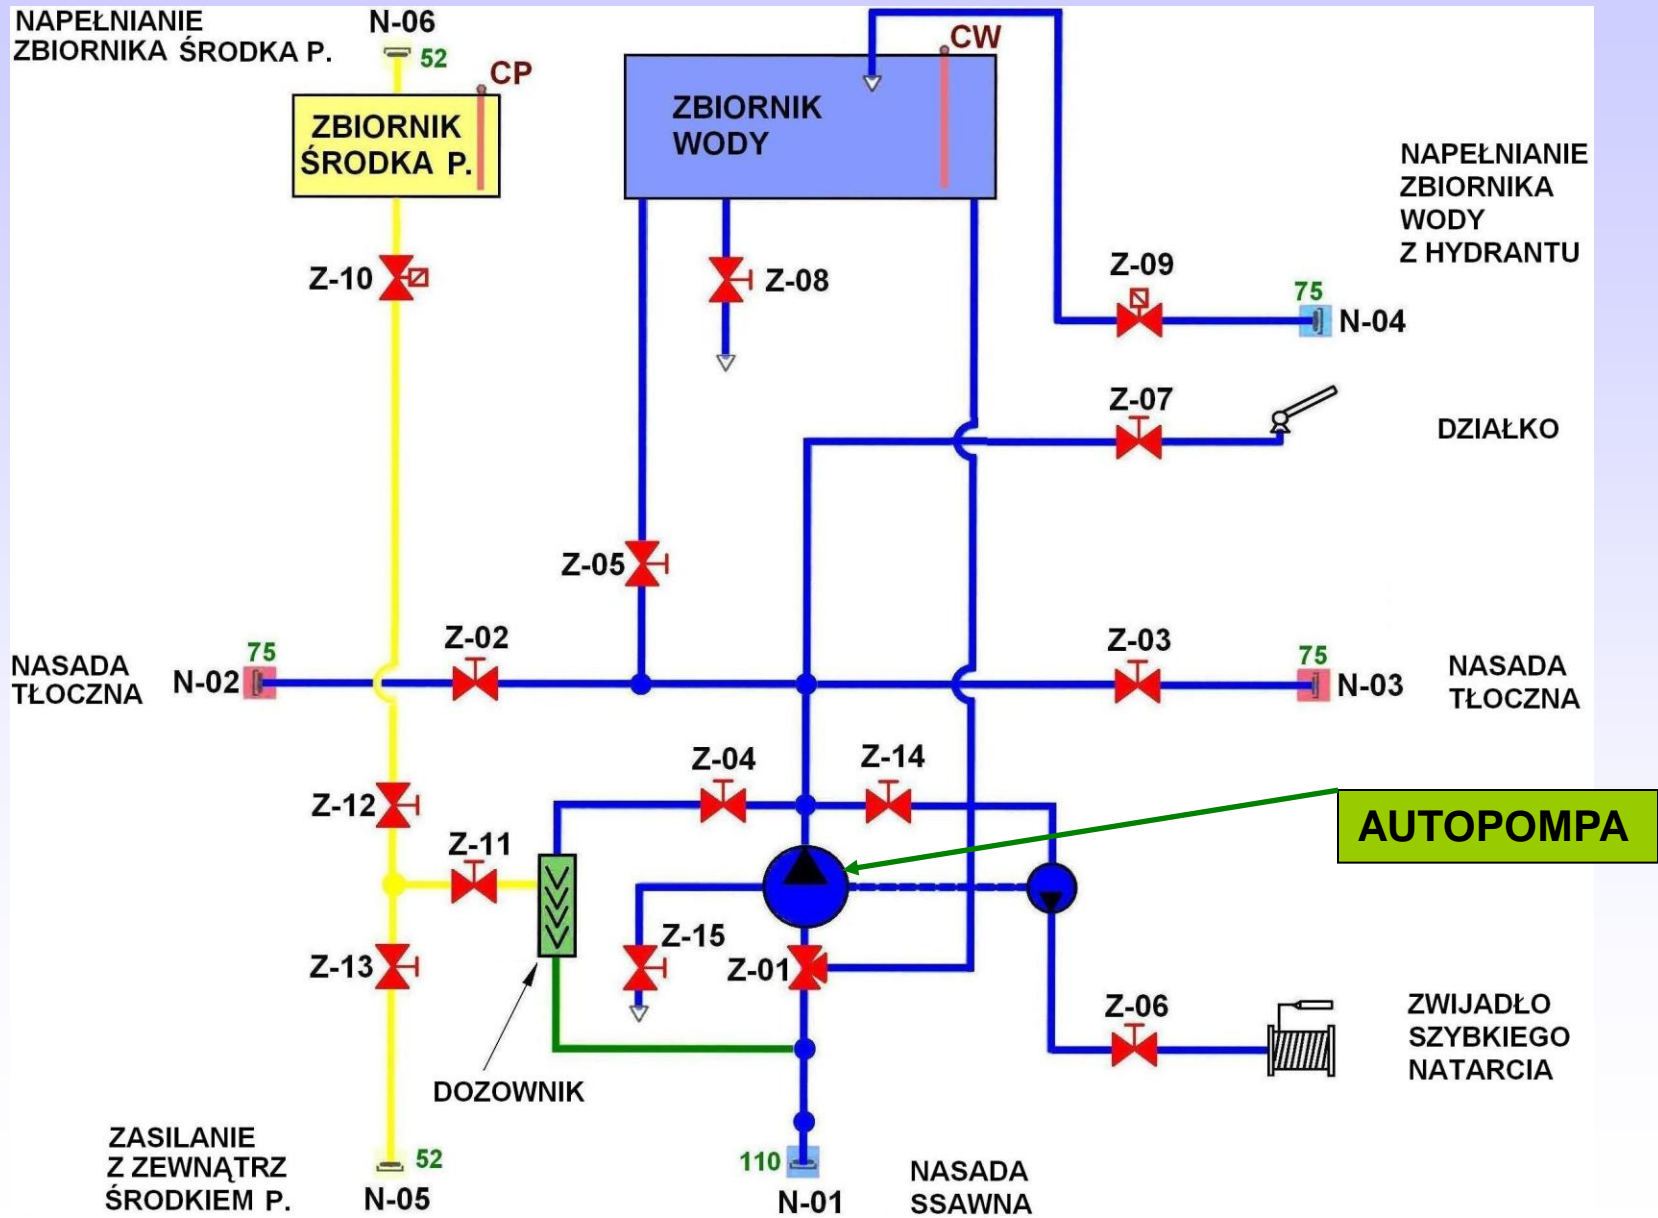 NAPEŁNIANIE
ZBIORNIKA ŚRODKA P.
N-06
52
CP
ZBIORNIK
ŚRODKA P.
CW
ZBIORNIK
WODY
NAPEŁNIANIE
ZBIORNIKA
WODY
Z HYDRANTU
Z-10
Z-08
Z-09
75
N-04
Z-07
DZIAŁKO
Z-05
NASADA
TŁOCZNA
N-02
75
Z-02
Z-03
75
N-03
NASADA
TŁOCZNA
Z-04
Z-14
Z-12
AUTOPOMPA
Z-11
Z-15
Z-13
Z-01
Z-06
ZWIJADŁO
SZYBKIEGO
NATARCIA
DOZOWNIK
ZASILANIE
Z ZEWNĄTRZ
ŚRODKIEM P.
52
N-05
110
N-01
NASADA
SSAWNA